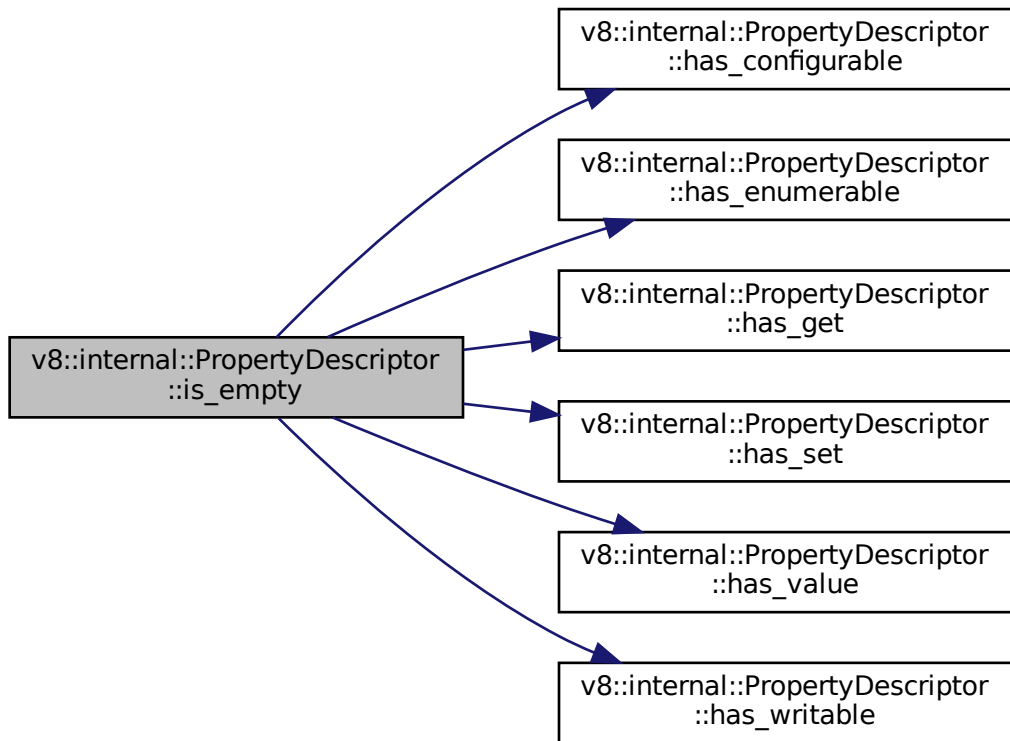 v8::internal::PropertyDescriptor
::has_configurable
v8::internal::PropertyDescriptor
::has_enumerable
v8::internal::PropertyDescriptor
::has_get
v8::internal::PropertyDescriptor
::is_empty
v8::internal::PropertyDescriptor
::has_set
v8::internal::PropertyDescriptor
::has_value
v8::internal::PropertyDescriptor
::has_writable